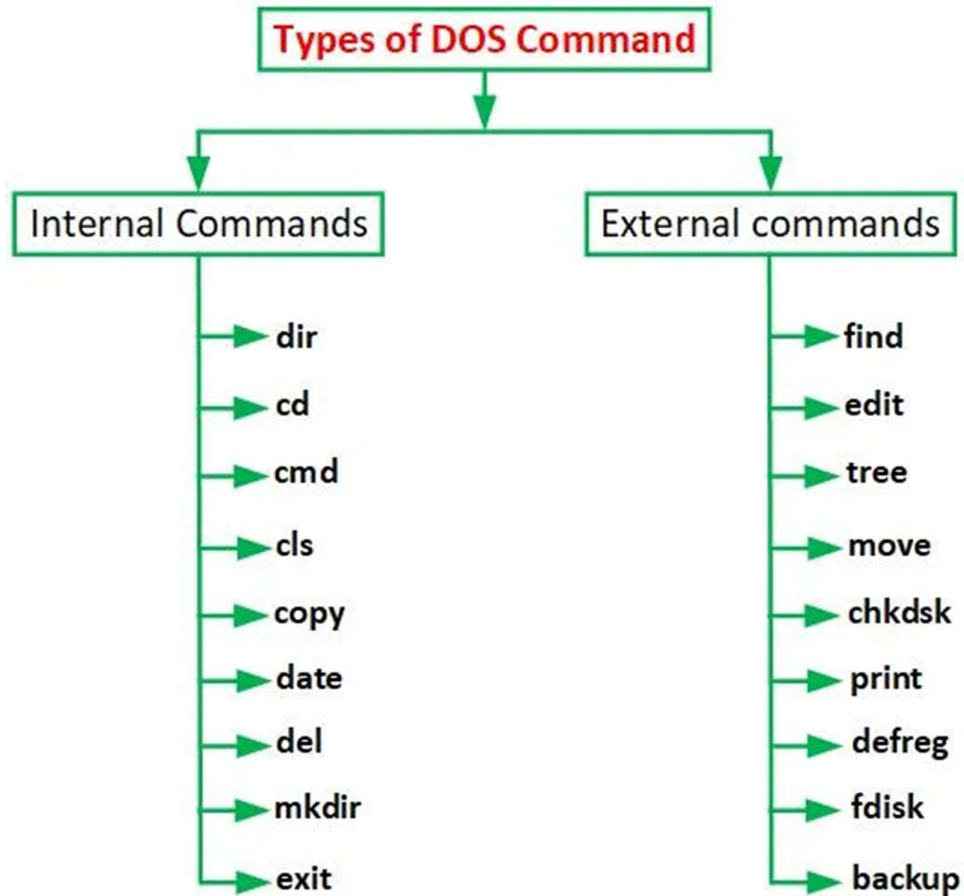 Types of DOS Command
Internal Commands
dir
cd
cmd
cls
copy
date
del
mkdir
exit
External commands
find
edit
tree
move
chkdsk
print
defreg
fdisk
backup